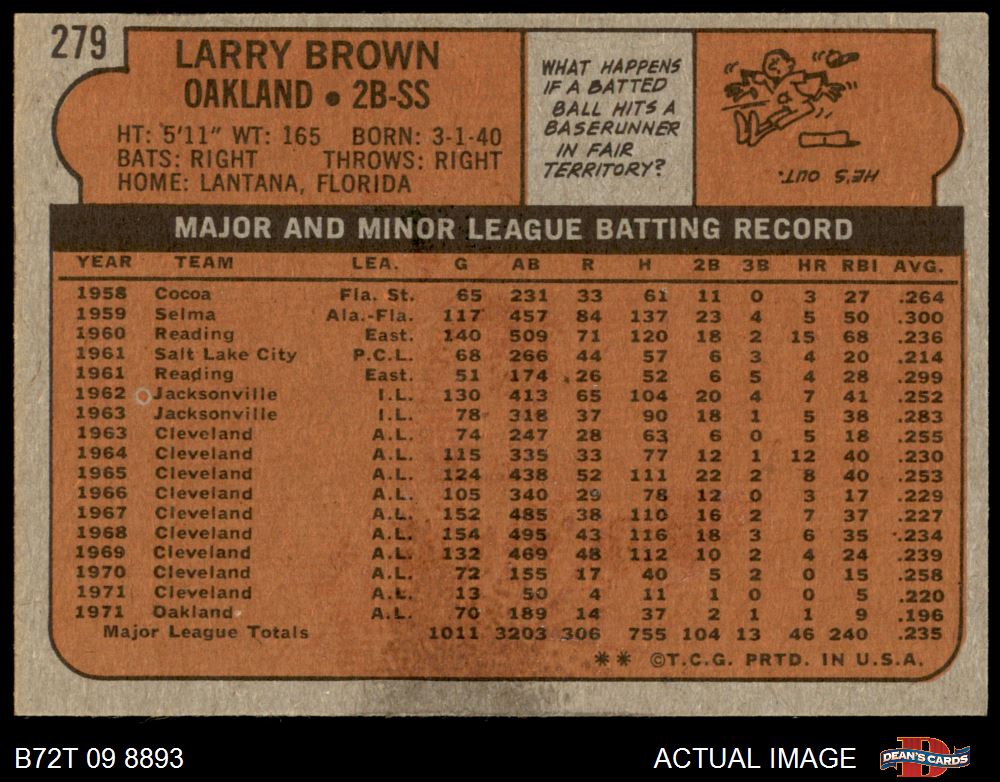 279
LARRY BROWN
OAKLAND • 2B-SS
HT: 5'11" WT: 165 BORN: 3-1-40
BATS: RIGHT THROWS: RIGHT
HOME: LANTANA, FLORIDA
WHAT HAPPENS
IF A BATTED
BALL HITS A
BASERUNNER
IN FAIR
TERRITORY?
HE'S OUT.
MAJOR AND MINOR LEAGUE BATTING RECORD
YEAR TEAM LEA. G AB R H 2B 3B HR RBI AVG.
1958 Cocoa Fla. St. 65 231 33 61 11 0 3 27 .264
1959 Selma Ala.-Fla. 117 457 84 137 23 4 5 50 .300
1960 Reading East. 140 509 71 120 18 2 15 68 .236
1961 Salt Lake City P.C.L. 68 266 44 57 6 3 4 20 .214
1961 Reading East. 51 174 26 52 6 5 4 28 .299
1962 Jacksonville I.L. 130 413 65 104 20 4 7 41 .252
1963 Jacksonville I.L. 78 318 37 90 18 1 5 38 .283
1963 Cleveland A.L. 74 247 28 63 6 0 5 18 .255
1964 Cleveland A.L. 115 335 33 77 12 1 12 40 .230
1965 Cleveland A.L. 124 438 52 111 22 2 8 40 .253
1966 Cleveland A.L. 105 340 29 78 12 0 3 17 .229
1967 Cleveland A.L. 152 485 38 110 16 2 7 37 .227
1968 Cleveland A.L. 154 495 43 116 18 3 6 35 .234
1969 Cleveland A.L. 132 469 48 112 10 2 4 24 .239
1970 Cleveland A.L. 72 155 17 40 5 2 0 15 .258
1971 Cleveland A.L. 13 50 4 11 1 0 0 5 .220
1971 Oakland A.L. 70 189 14 37 2 1 1 9 .196
Major League Totals 1011 3203 306 755 104 13 46 240 .235
** ©T.C.G. PRTD. IN U.S.A.
B72T 09 8893
ACTUAL IMAGE
DEAN'S CARDS